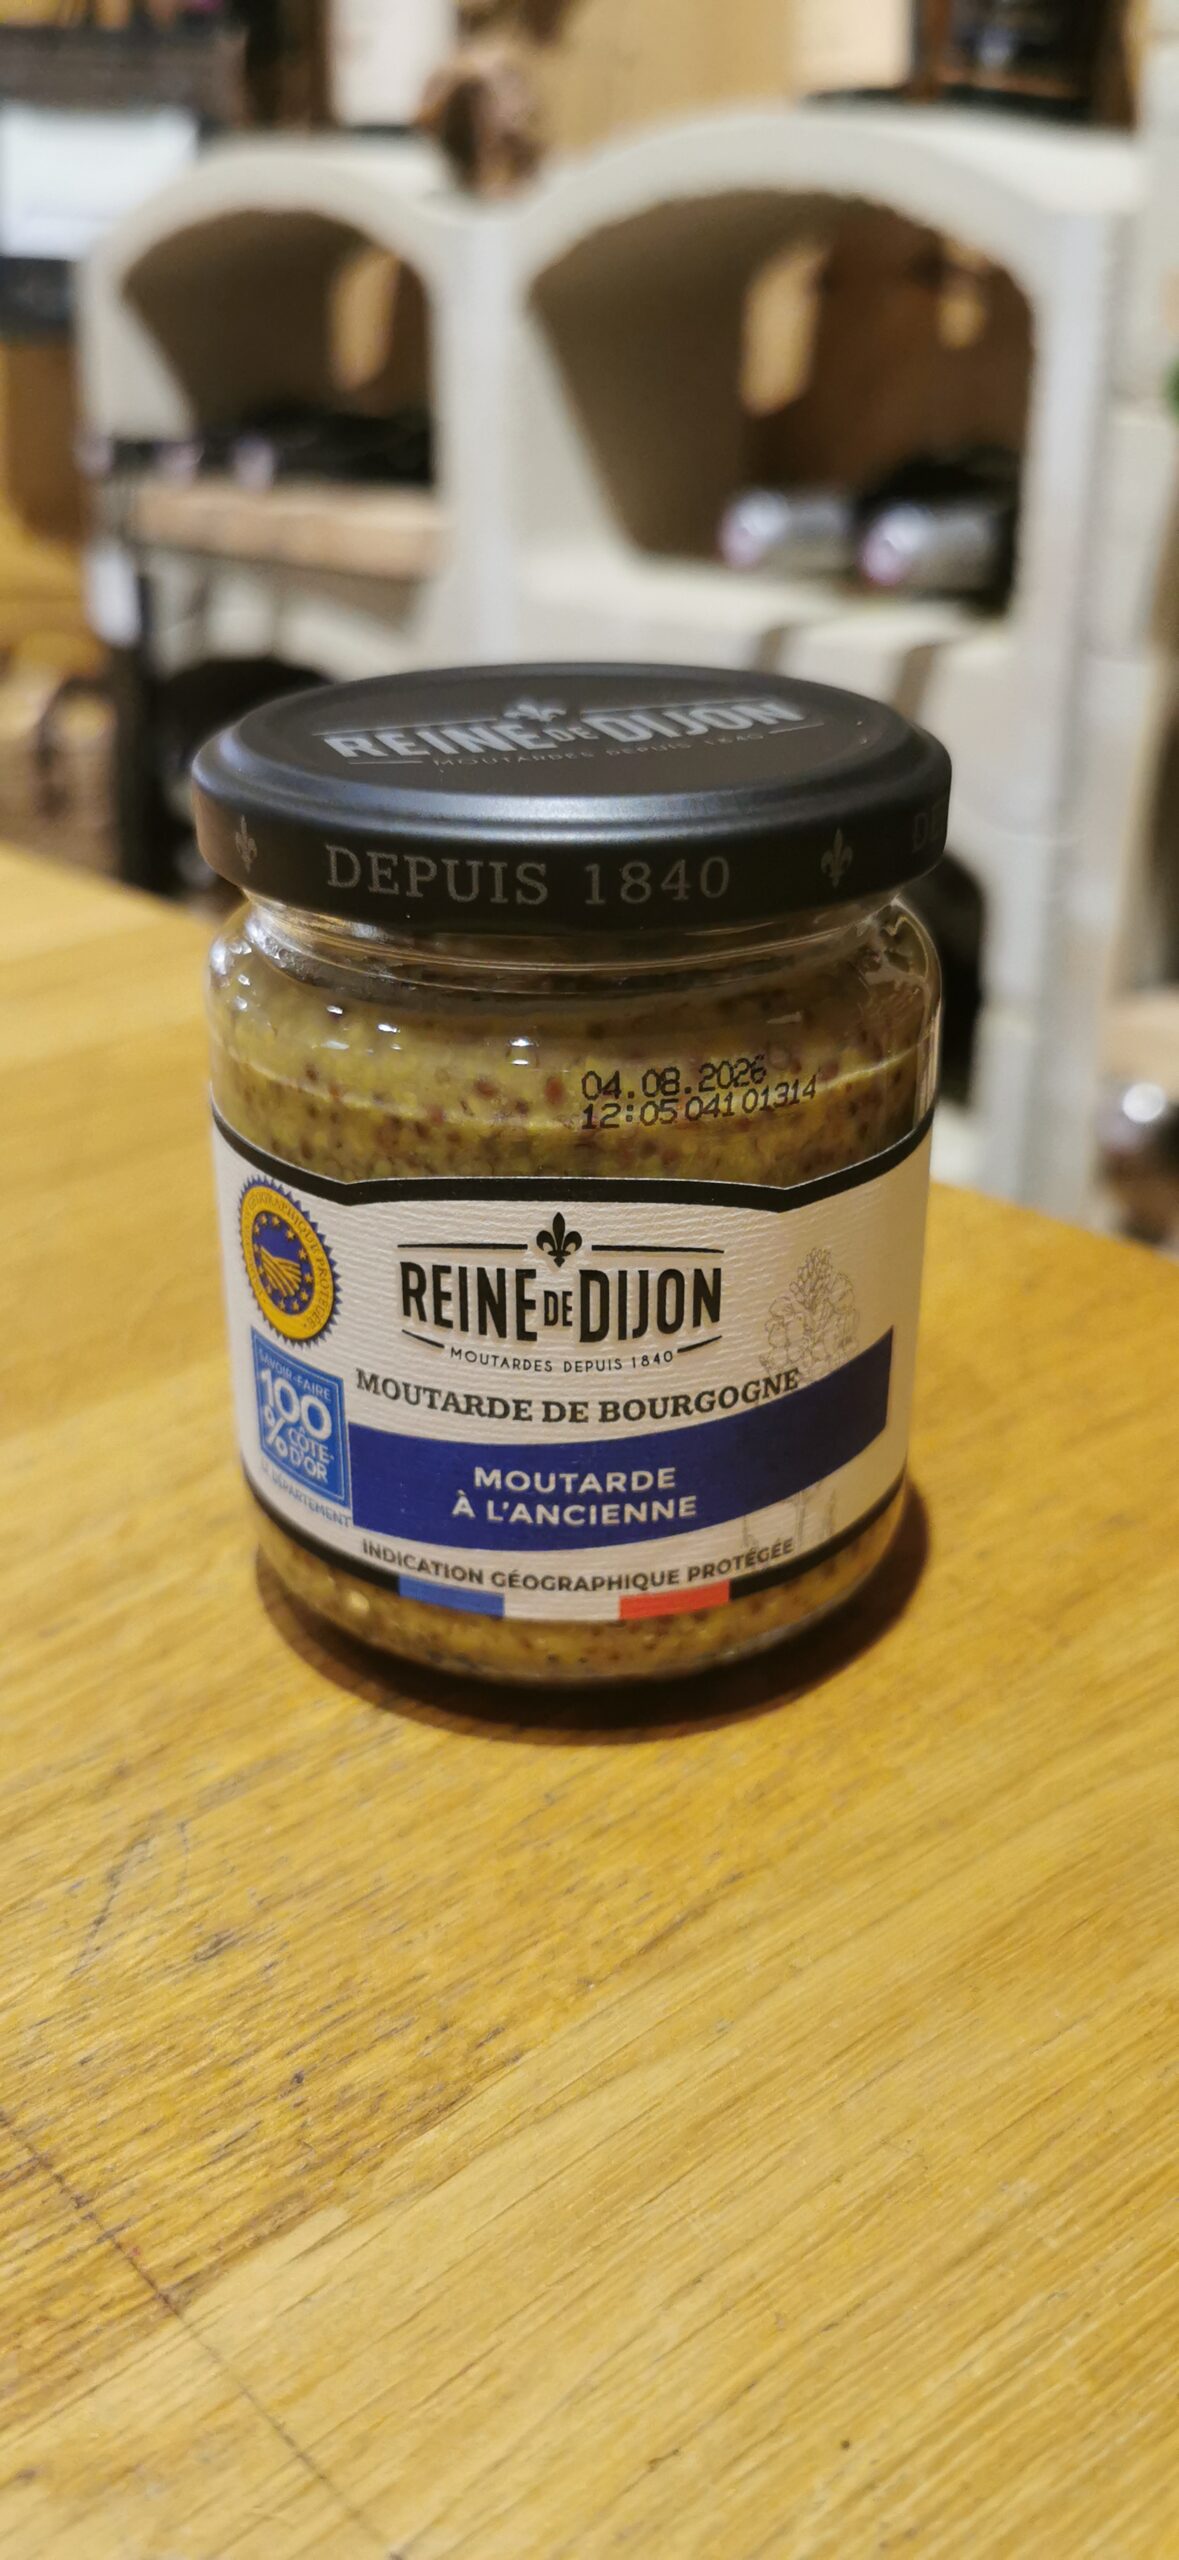 REINE DE DIJON
MOUTARDES DEPUIS 1840
DEPUIS 1840
04.08.2026
12:05 041 01314
REINE DE DIJON
MOUTARDES DEPUIS 1840
MOUTARDE DE BOURGOGNE
SAVOIR-FAIRE
100
% CÔTE-
D'OR
LE DÉPARTEMENT
MOUTARDE
À L'ANCIENNE
INDICATION GÉOGRAPHIQUE PROTÉGÉE